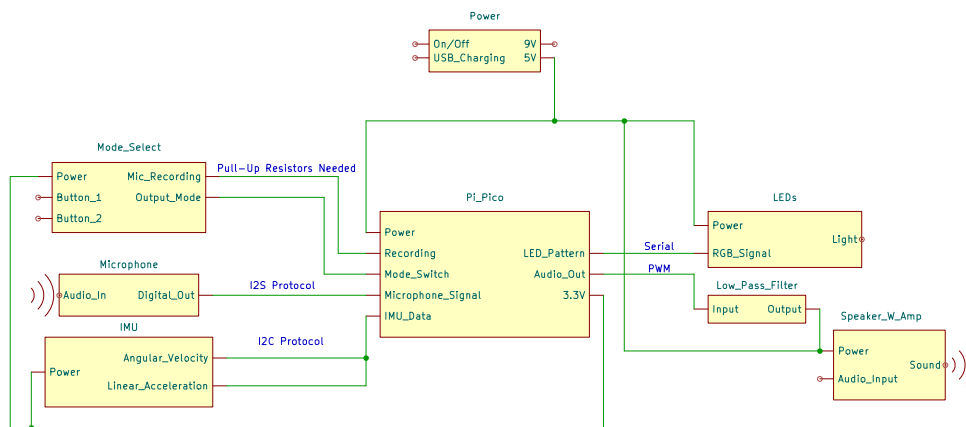 Power
On/Off 9V
USB_Charging 5V
Mode_Select
Power Mic_Recording
Button_1 Output_Mode
Button_2
Pull-Up Resistors Needed
Microphone
Audio_In Digital_Out
I2S Protocol
IMU
Angular_Velocity
Power
Linear_Acceleration
I2C Protocol
Pi_Pico
Power
Recording LED_Pattern
Mode_Switch Audio_Out
Microphone_Signal 3.3V
IMU_Data
Serial
PWM
LEDs
Power
Light
RGB_Signal
Low_Pass_Filter
Input Output
Speaker_W_Amp
Power
Sound
Audio_Input